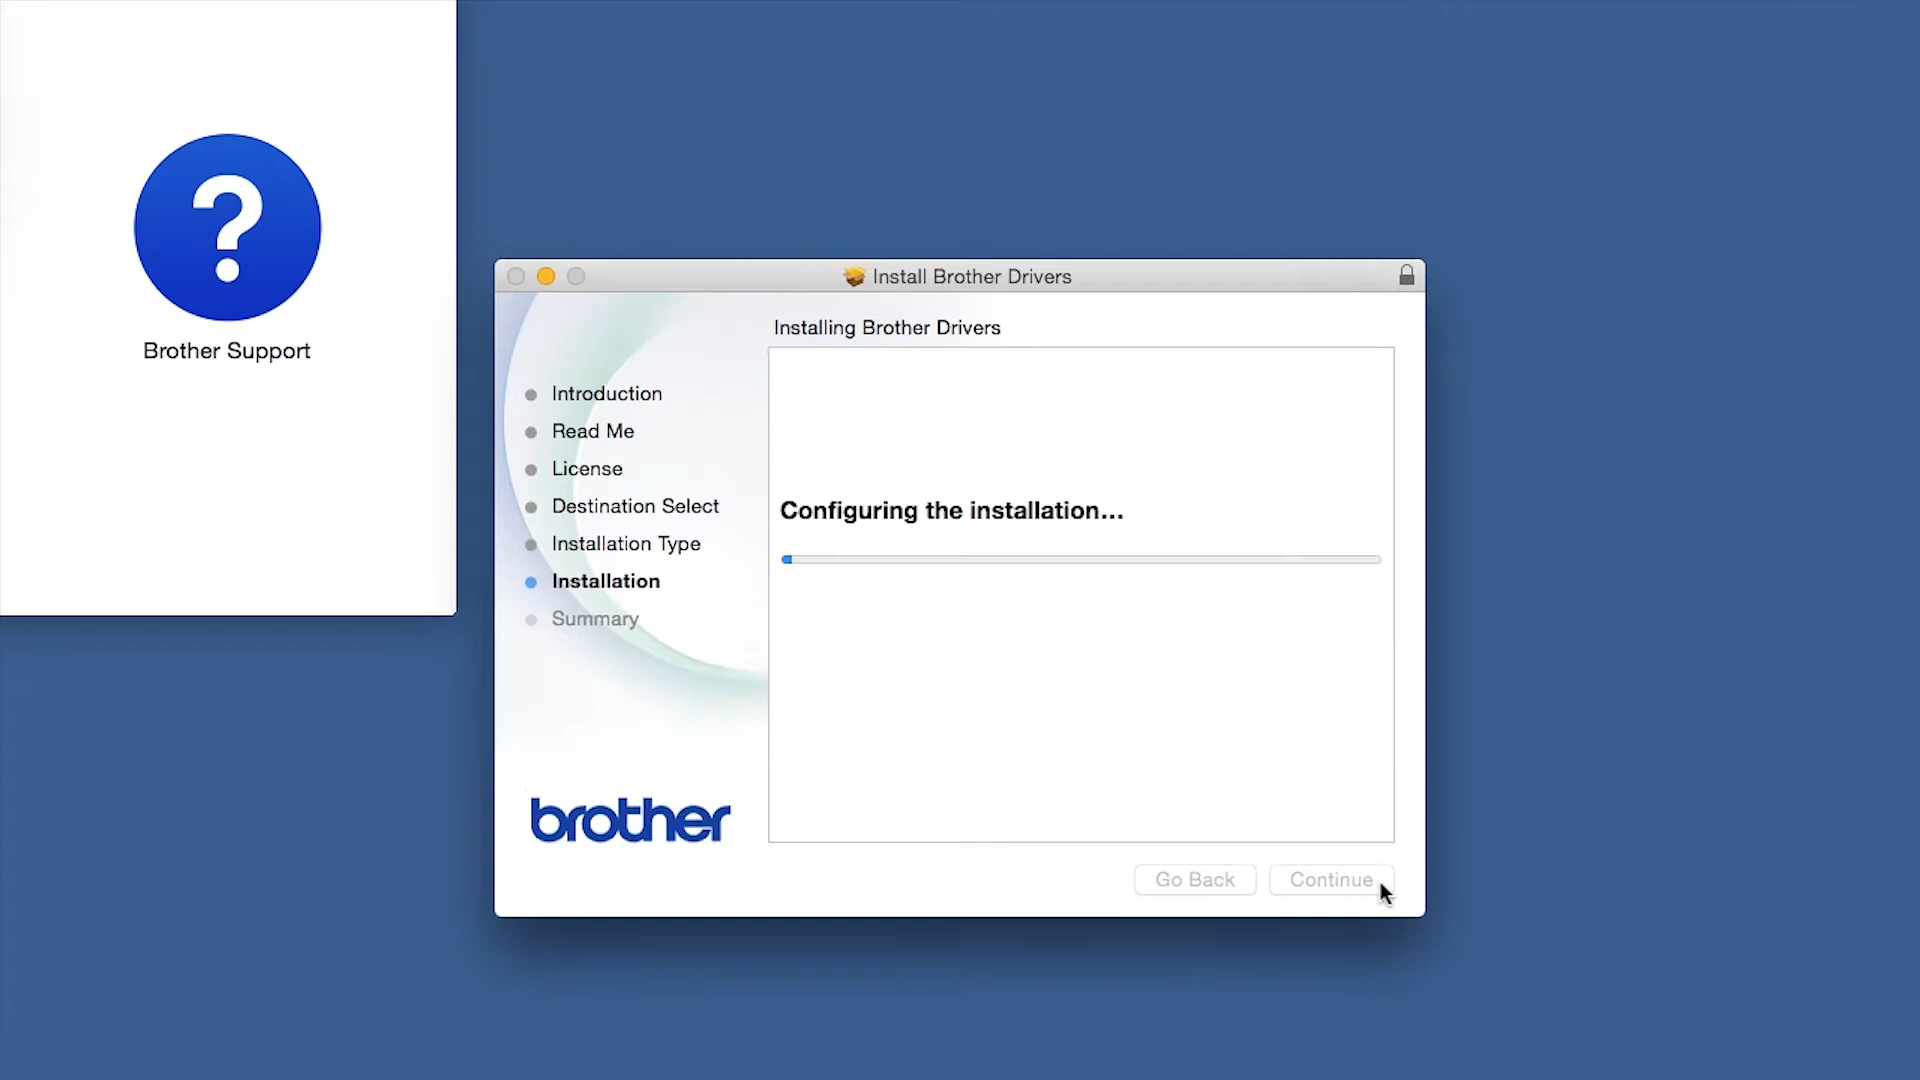 ?
Brother Support
Install Brother Drivers
Installing Brother Drivers
Introduction
Read Me
License
Destination Select
Installation Type
Installation
Summary
Configuring the installation...
brother
Go Back
Continue